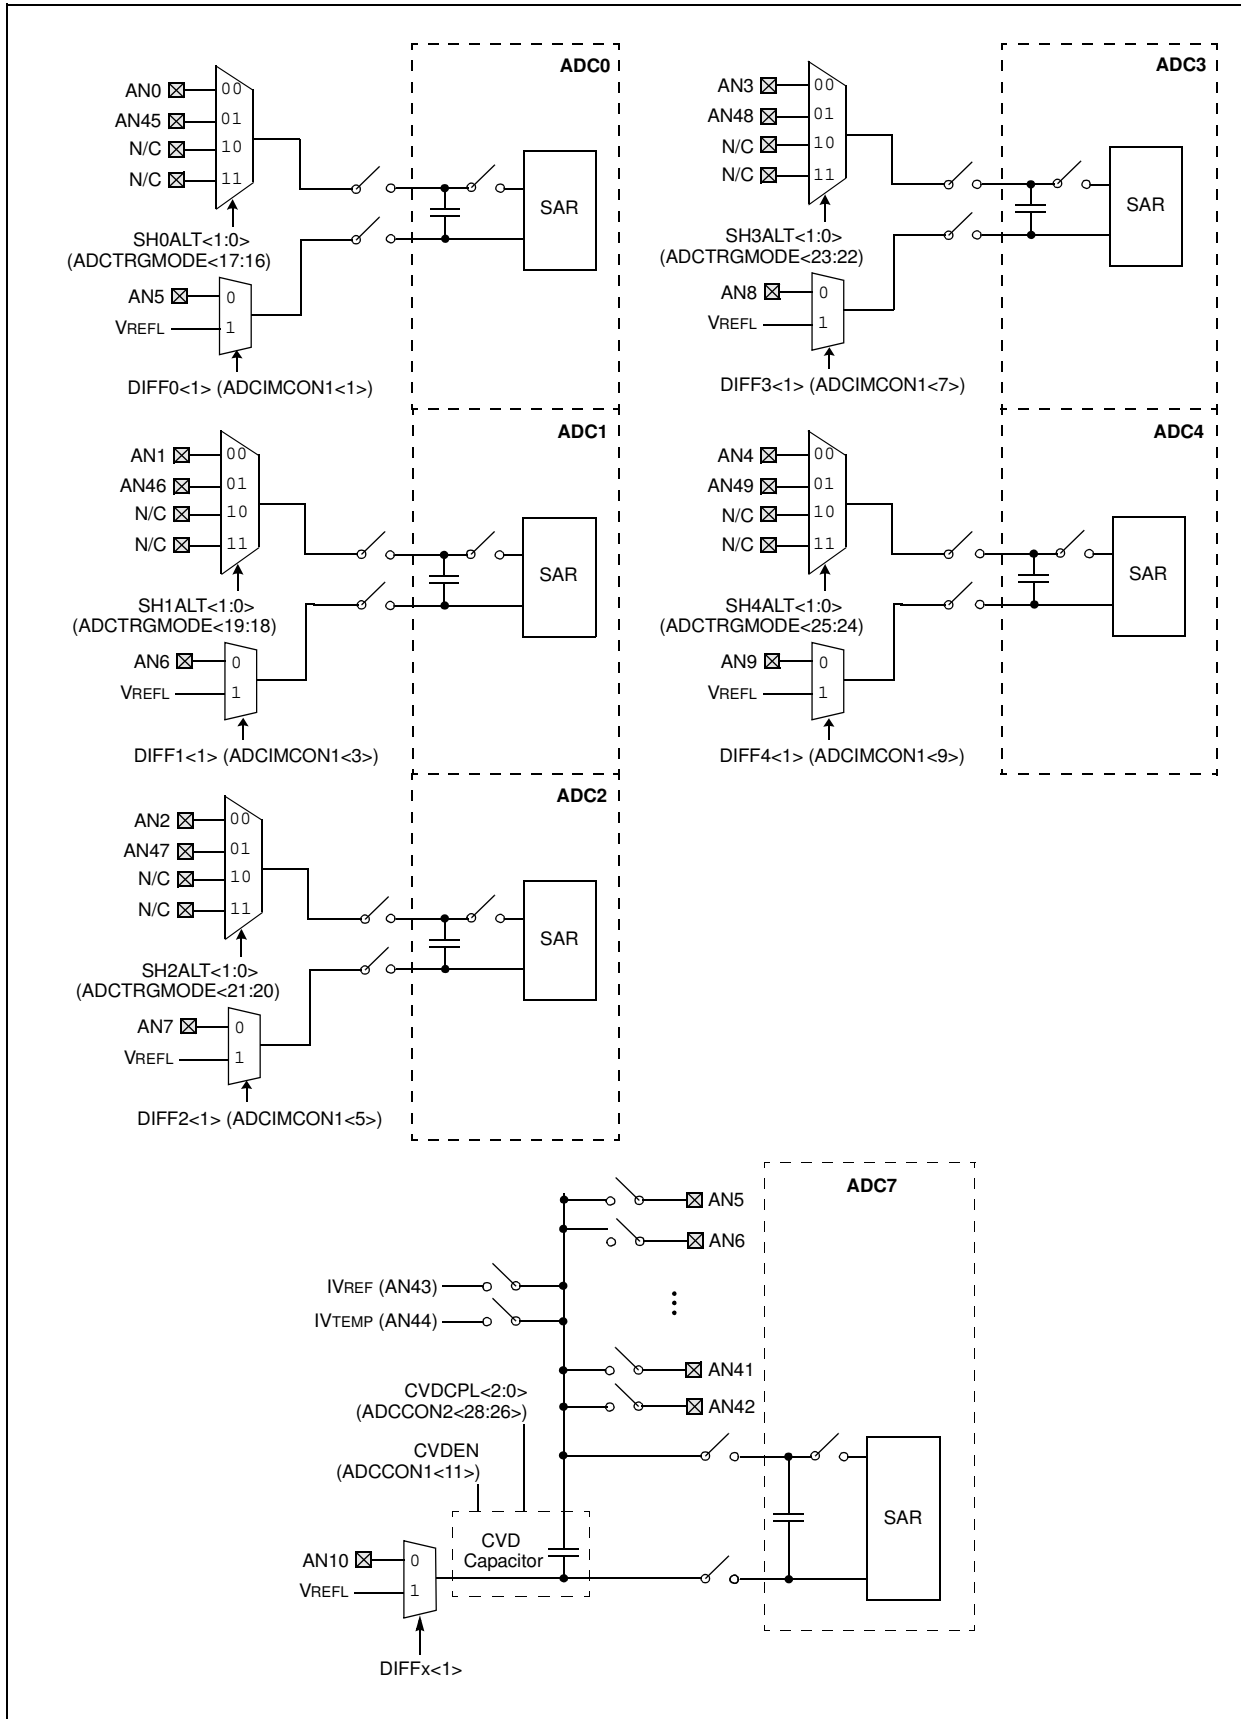 ADC0
AN0
00
AN45
01
N/C
10
N/C
11
SAR
SH0ALT<1:0>
(ADCTRGMODE<17:16)
AN5
0
VREFL
1
DIFF0<1> (ADCIMCON1<1>)
ADC3
AN3
00
AN48
01
N/C
10
N/C
11
SAR
SH3ALT<1:0>
(ADCTRGMODE<23:22)
AN8
0
VREFL
1
DIFF3<1> (ADCIMCON1<7>)
ADC1
AN1
00
AN46
01
N/C
10
N/C
11
SAR
SH1ALT<1:0>
(ADCTRGMODE<19:18)
AN6
0
VREFL
1
DIFF1<1> (ADCIMCON1<3>)
ADC4
AN4
00
AN49
01
N/C
10
N/C
11
SAR
SH4ALT<1:0>
(ADCTRGMODE<25:24)
AN9
0
VREFL
1
DIFF4<1> (ADCIMCON1<9>)
ADC2
AN2
00
AN47
01
N/C
10
N/C
11
SAR
SH2ALT<1:0>
(ADCTRGMODE<21:20)
AN7
0
VREFL
1
DIFF2<1> (ADCIMCON1<5>)
ADC7
AN5
AN6
IVREF (AN43)
IVTEMP (AN44)
AN41
AN42
CVDCPL<2:0>
(ADCCON2<28:26>)
CVDEN
(ADCCON1<11>)
SAR
CVD
Capacitor
AN10
0
VREFL
1
DIFFx<1>